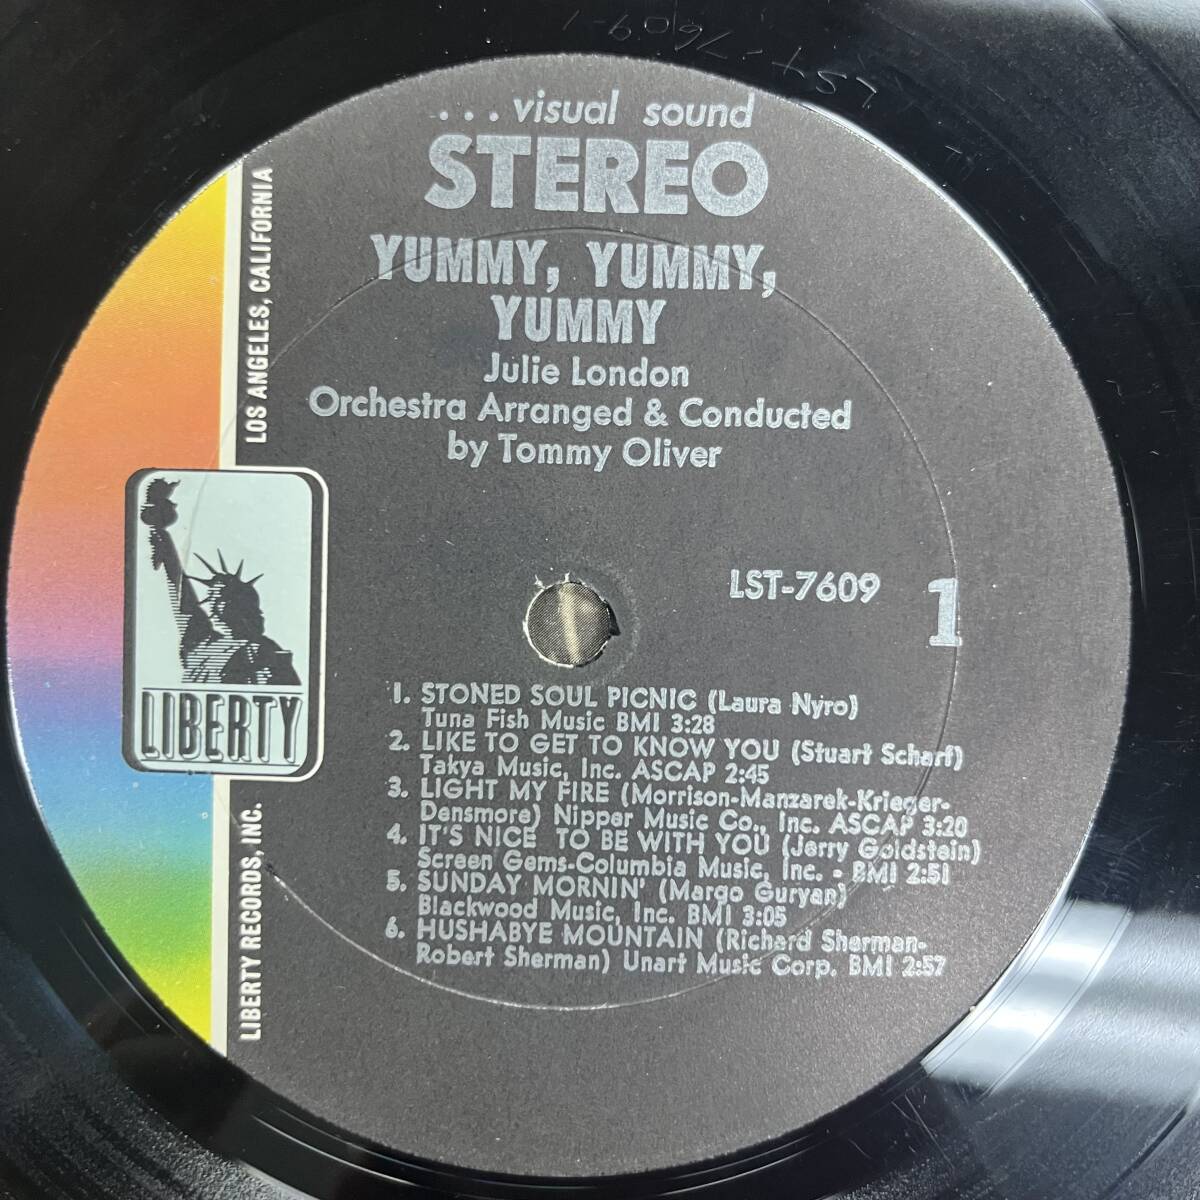 LST-7609-1
...visual sound
STEREO
YUMMY, YUMMY,
YUMMY
Julie London
Orchestra Arranged & Conducted
by Tommy Oliver
LOS ANGELES, CALIFORNIA
LIBERTY
LIBERTY RECORDS, INC.
LST-7609
1
1. STONED SOUL PICNIC (Laura Nyro)
Tuna Fish Music BMI 3:28
2. LIKE TO GET TO KNOW YOU (Stuart Scharf)
Takya Music, Inc. ASCAP 2:45
3. LIGHT MY FIRE (Morrison-Manzarek-Krieger-
Densmore) Nipper Music Co., Inc. ASCAP 3:20
4. IT'S NICE TO BE WITH YOU (Jerry Goldstein)
Screen Gems-Columbia Music, Inc. - BMI 2:51
5. SUNDAY MORNIN' (Margo Guryan)
Blackwood Music, Inc. BMI 3:05
6. HUSHABYE MOUNTAIN (Richard Sherman-
Robert Sherman) Unart Music Corp. BMI 2:57